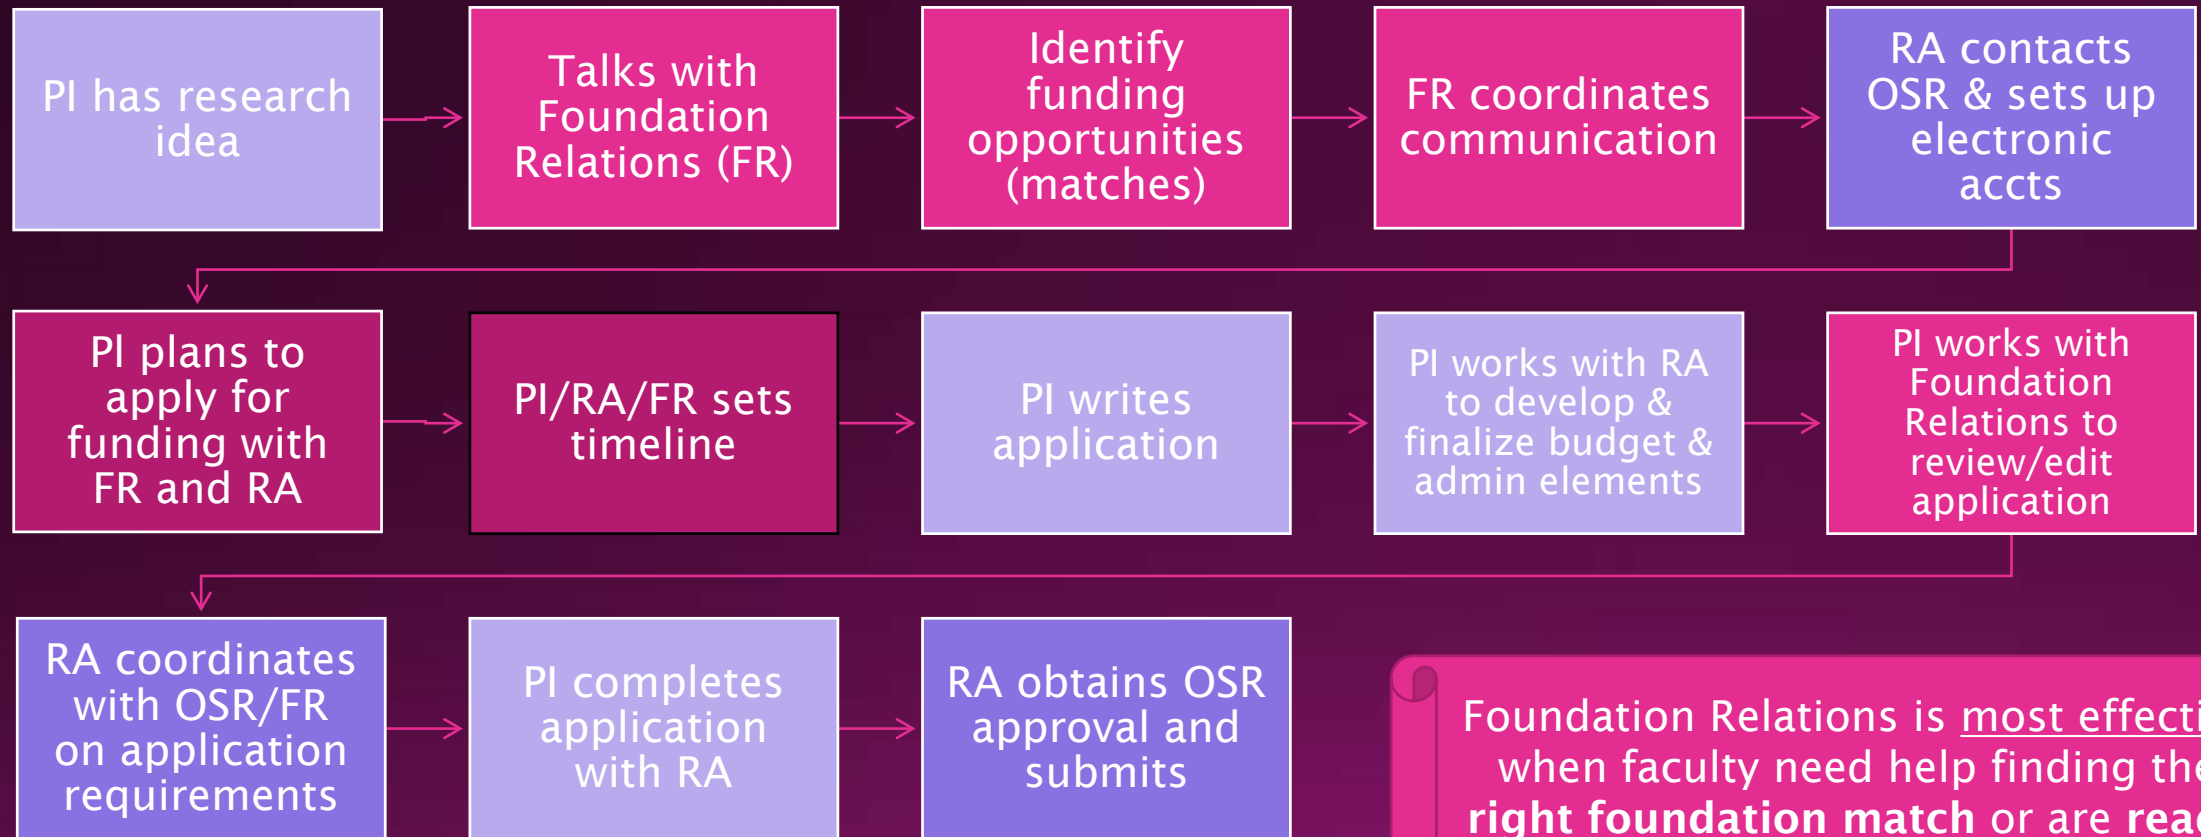 PI has research
idea
Talks with
Foundation
Relations (FR)
Identify
funding
opportunities
(matches)
FR coordinates
communication
RA contacts
OSR & sets up
electronic
accts
PI plans to
apply for
funding with
FR and RA
PI/RA/FR sets
timeline
PI writes
application
PI works with RA
to develop &
finalize budget &
admin elements
PI works with
Foundation
Relations to
review/edit
application
RA coordinates
with OSR/FR
on application
requirements
PI completes
application
with RA
RA obtains OSR
approval and
submits
Foundation Relations is most
when faculty need help finding
right foundation match or are